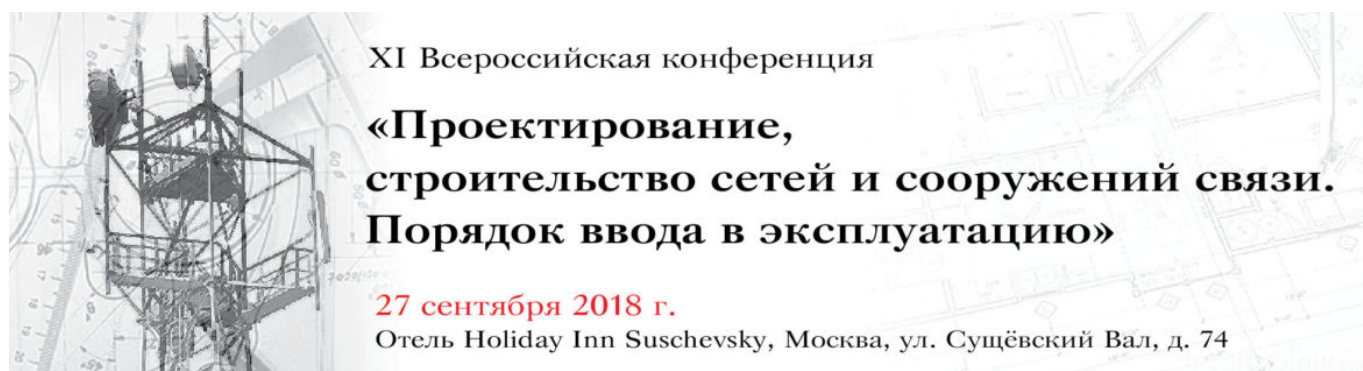 XI Всероссийская конференция
«Проектирование,
строительство сетей и сооружений связи.
Порядок ввода в эксплуатацию»
27 сентября 2018 г.
Отель Holiday Inn Suschevsky, Москва, ул. Сущёвский Вал, д. 74